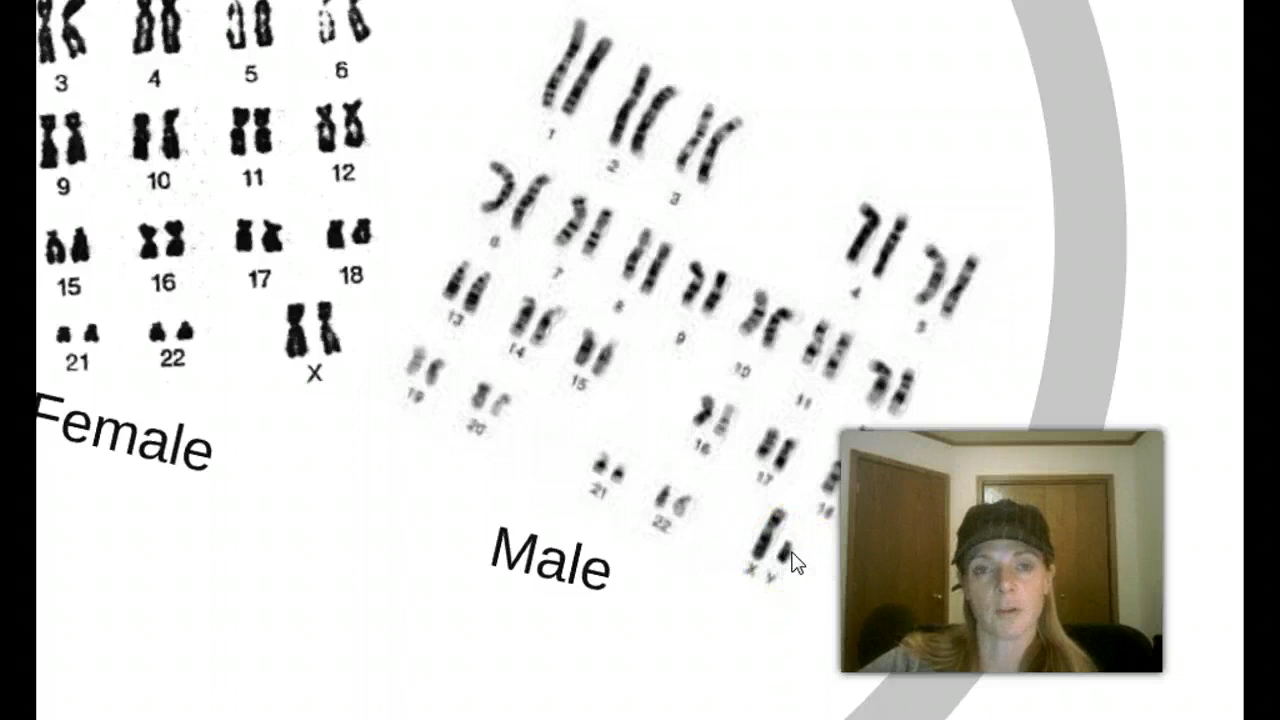 3 4 5 6
9 10 11 12
15 16 17 18
21 22 X
Female
1 2 3
4 5
6 7 8 9 10 11
13 14 15
16 17 18
19 20
21 22
X Y
Male